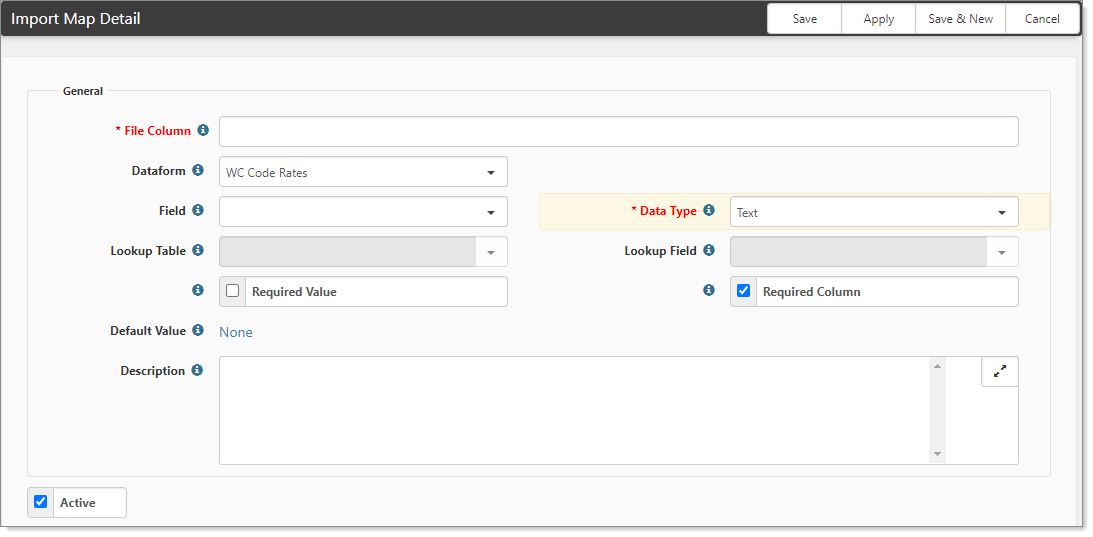 Import Map Detail Save Apply Save & New Cancel
General
* File Column
Dataform WC Code Rates
Field * Data Type Text
Lookup Table Lookup Field
Required Value Required Column
Default Value None
Description
Active